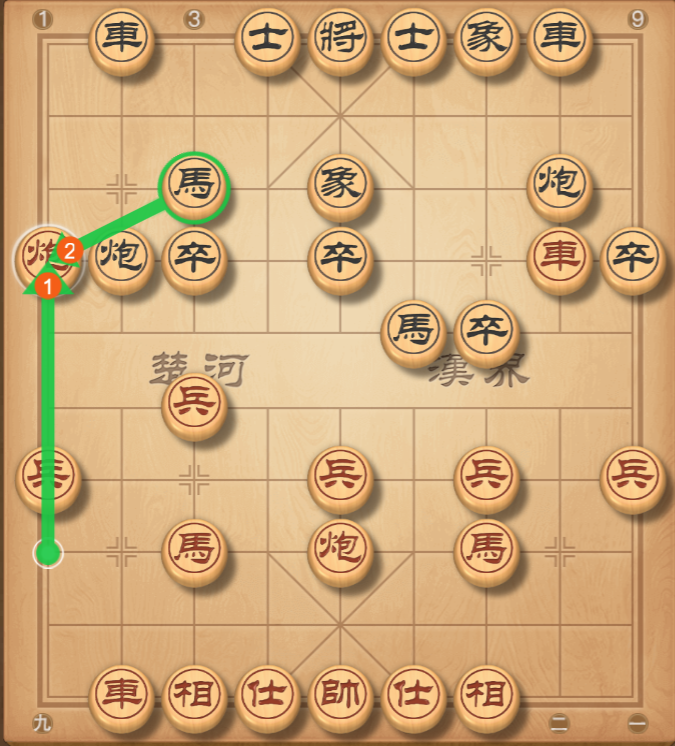 1 3 9
車 士 將 士 象 車
馬 象 炮
炮 2 炮 卒 卒 車 卒
1
馬 卒
楚河 漢界
兵
兵 兵 兵 兵
馬 炮 馬
車 相 仕 帥 仕 相
九 二 一